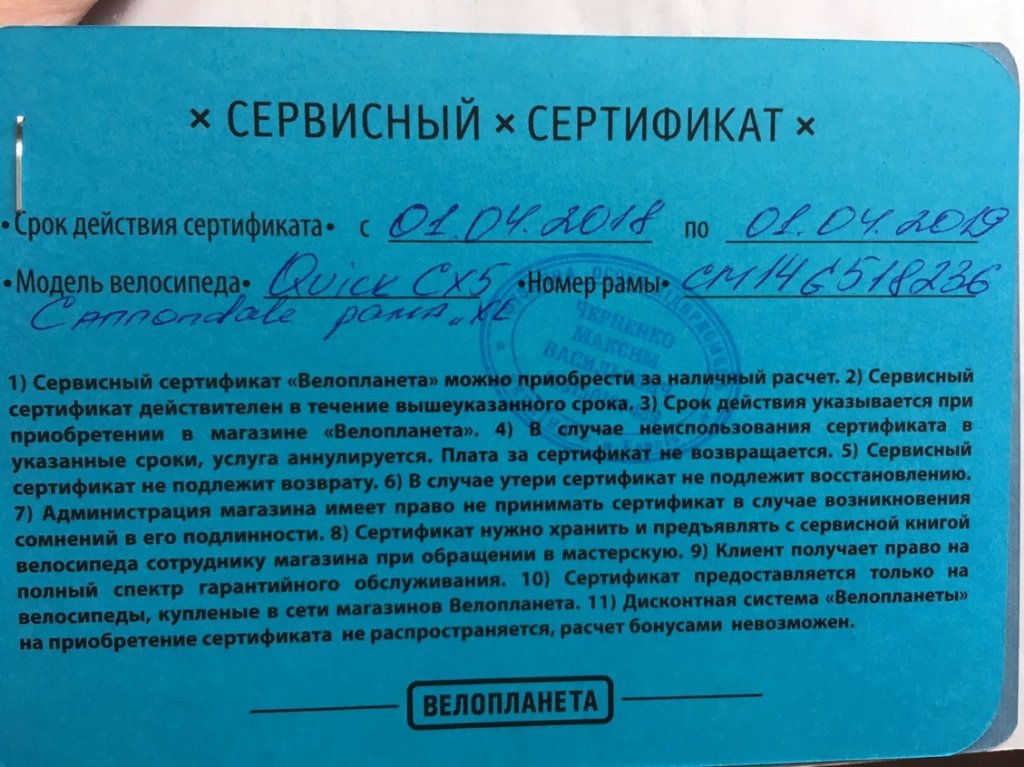 × СЕРВИСНЫЙ × СЕРТИФИКАТ ×
•Срок действия сертификата• с 01.04.2018 по 01.04.2019
•Модель велосипеда• Quick CX5 •Номер рамы• CM14G518236
Cannondale рама „XL
ЧЕРНЕНКО
МАКСИМ
1) Сервисный сертификат «Велопланета» можно приобрести за наличный расчет. 2) Сервисный
сертификат действителен в течение вышеуказанного срока. 3) Срок действия указывается при
приобретении в магазине «Велопланета». 4) В случае неиспользования сертификата в
указанные сроки, услуга аннулируется. Плата за сертификат не возвращается. 5) Сервисный
сертификат не подлежит возврату. 6) В случае утери сертификат не подлежит восстановлению.
7) Администрация магазина имеет право не принимать сертификат в случае возникновения
сомнений в его подлинности. 8) Сертификат нужно хранить и предъявлять с сервисной книгой
велосипеда сотруднику магазина при обращении в мастерскую. 9) Клиент получает право на
полный спектр гарантийного обслуживания. 10) Сертификат предоставляется только на
велосипеды, купленые в сети магазинов Велопланета. 11) Дисконтная система «Велопланеты»
на приобретение сертификата не распространяется, расчет бонусами невозможен.
ВЕЛОПЛАНЕТА